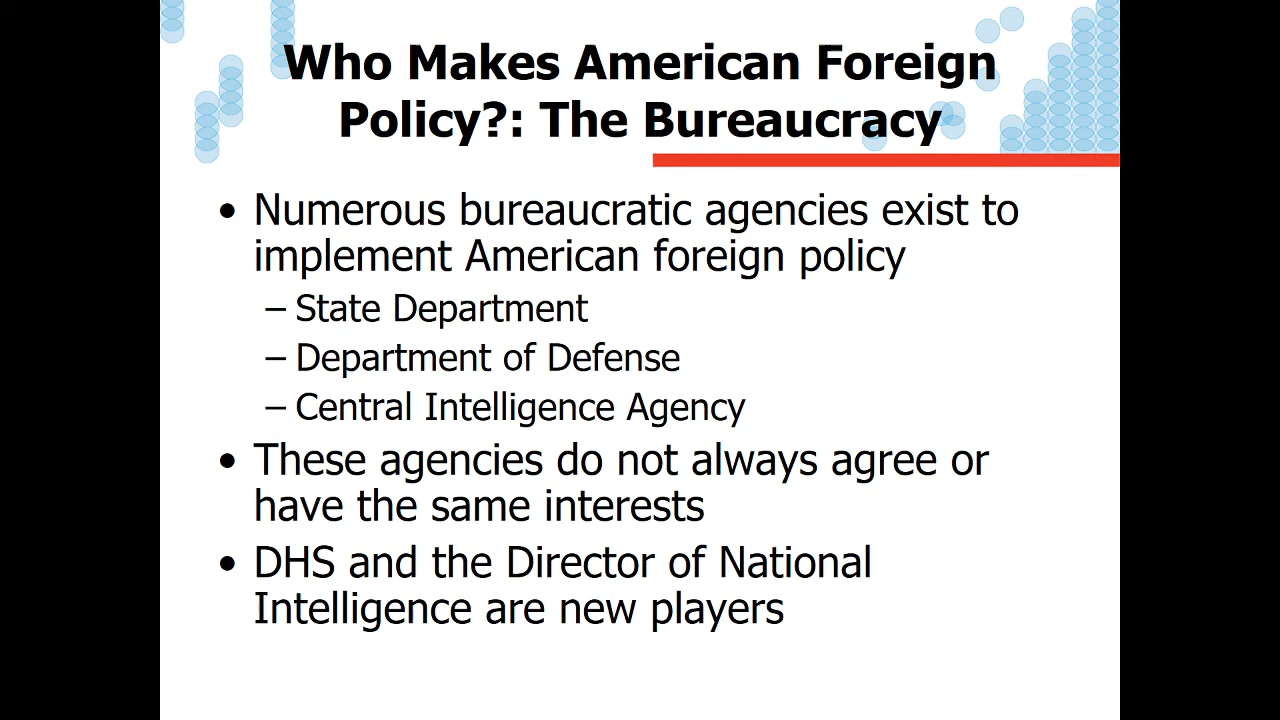 Who Makes American Foreign
Policy?: The Bureaucracy
• Numerous bureaucratic agencies exist to
implement American foreign policy
– State Department
– Department of Defense
– Central Intelligence Agency
• These agencies do not always agree or
have the same interests
• DHS and the Director of National
Intelligence are new players